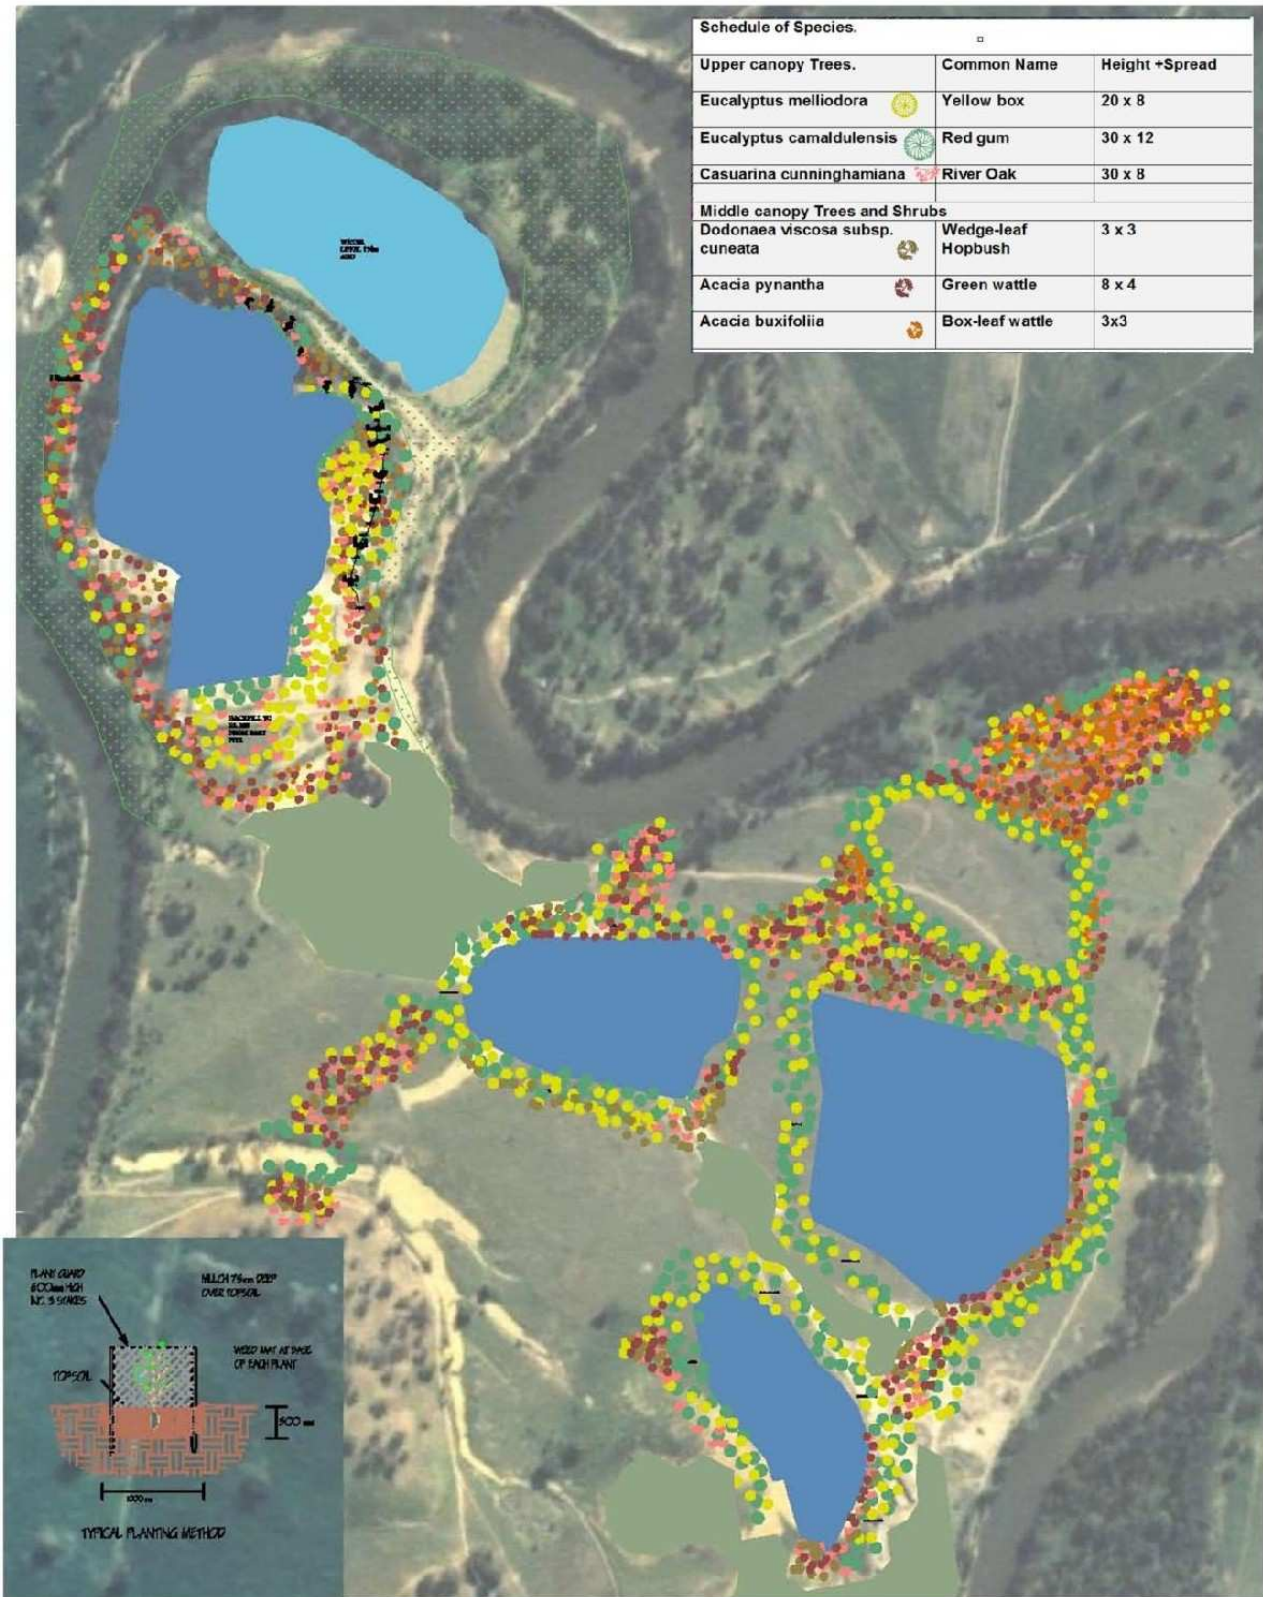 Schedule of Species.
Upper canopy Trees. Common Name Height +Spread
Eucalyptus melliodora Yellow box 20 x 8
Eucalyptus camaldulensis Red gum 30 x 12
Casuarina cunninghamiana River Oak 30 x 8
Middle canopy Trees and Shrubs
Dodonaea viscosa subsp. Wedge-leaf 3 x 3
cuneata Hopbush
Acacia pynantha Green wattle 8 x 4
Acacia buxifoliia Box-leaf wattle 3x3
WATER
BACKFILL TO
PLANT GUARD
600mm HIGH
INC. 3 STAKES
MULCH 75mm DEEP
OVER TOPSOIL
WEED MAT AT BASE
OF EACH PLANT
TOPSOIL
300 mm
1000 mm
TYPICAL PLANTING METHOD